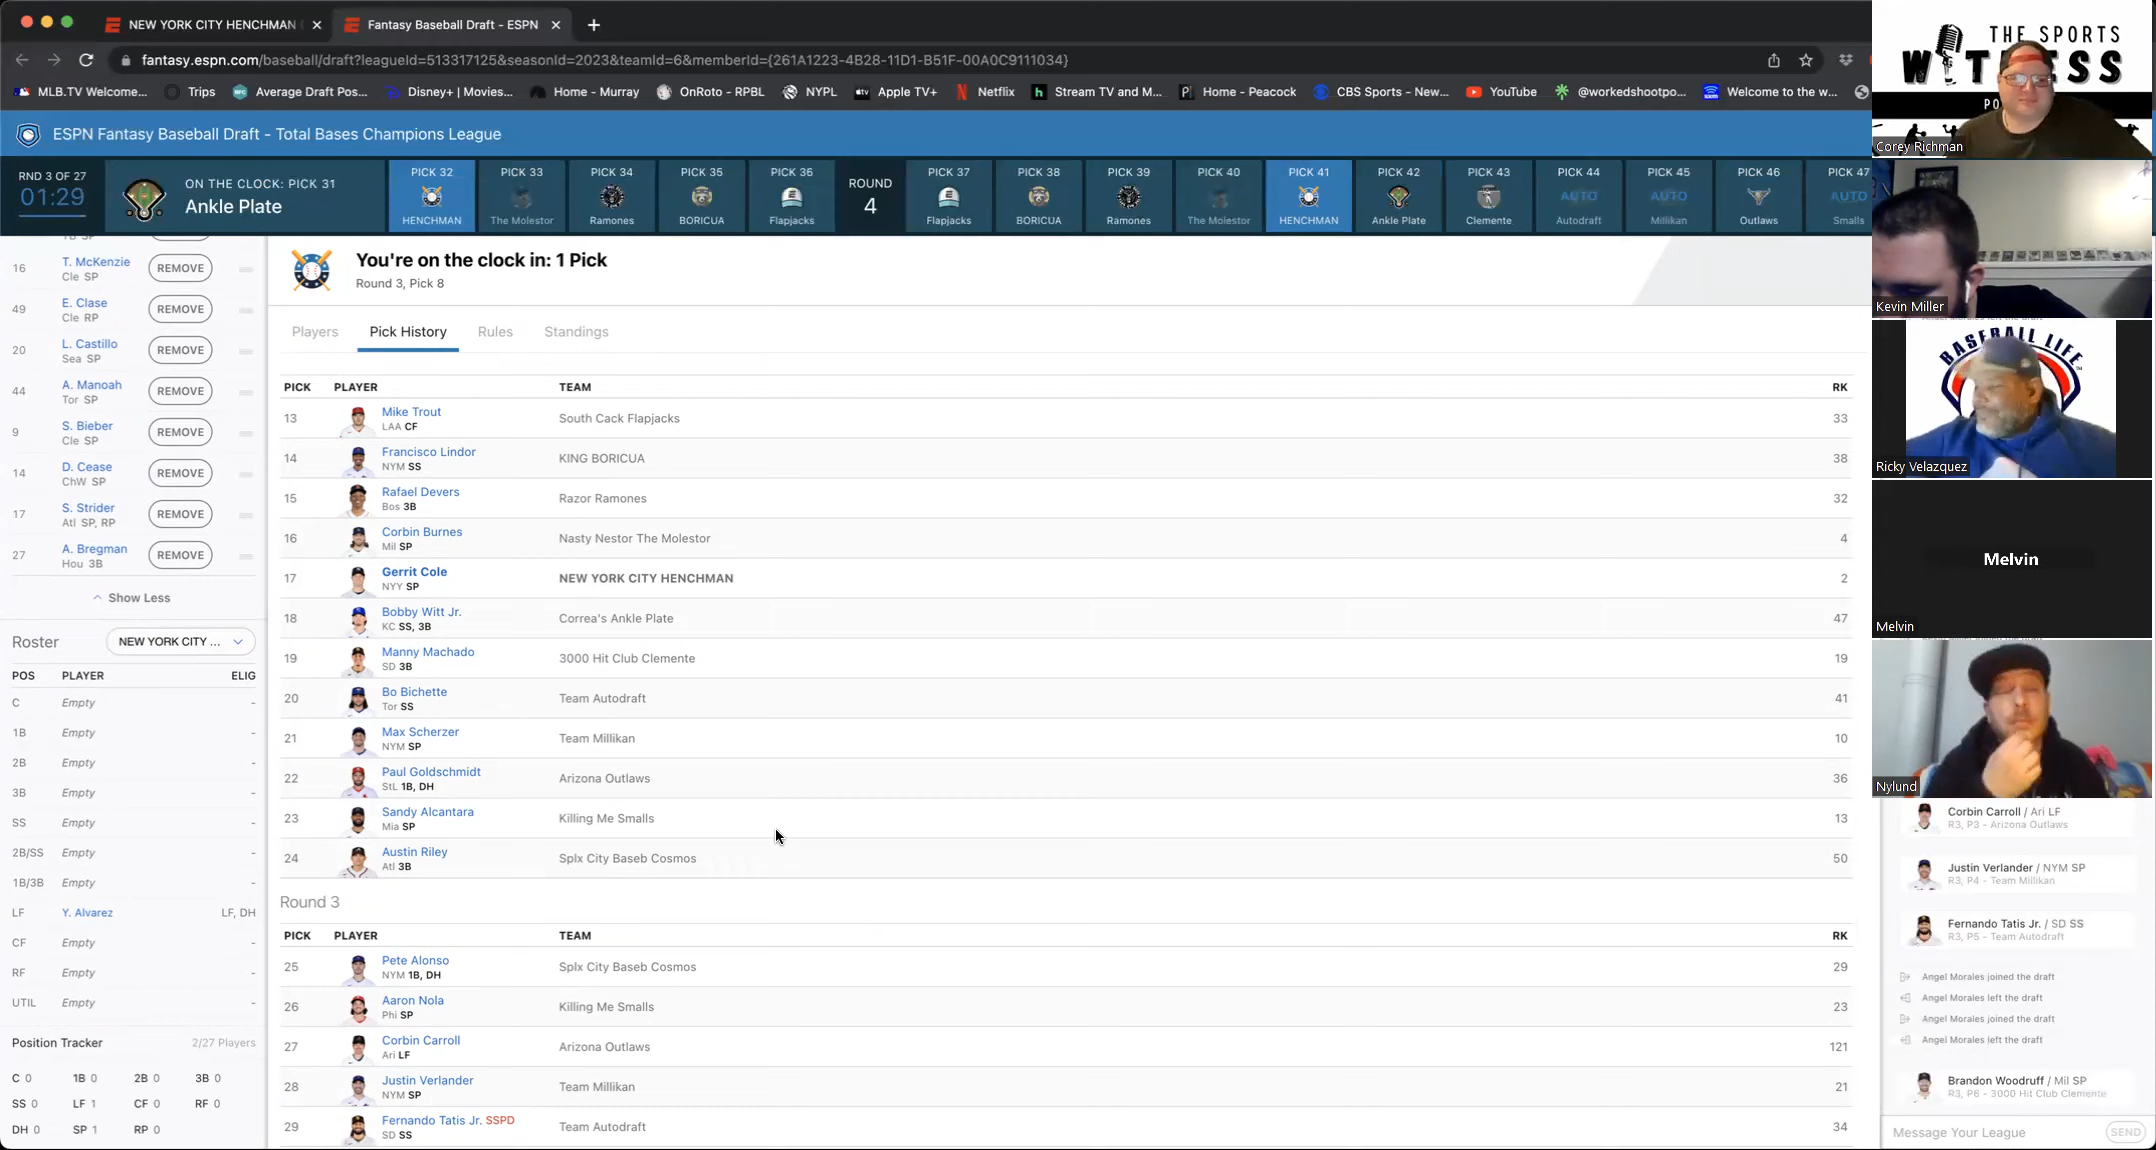 NEW YORK CITY HENCHMAN
Fantasy Baseball Draft - ESPN
fantasy.espn.com/baseball/draft?leagueId=513317125&seasonId=2023&teamId=6&memberId={261A1223-4B28-11D1-B51F-00A0C9111034}
MLB.TV Welcome... Trips Average Draft Pos... Disney+ | Movies... Home - Murray OnRoto - RPBL NYPL Apple TV+ Netflix Stream TV and M... Home - Peacock CBS Sports - New... YouTube @workedshootpo... Welcome to the w...
ESPN Fantasy Baseball Draft - Total Bases Champions League
RND 3 OF 27
01:29
ON THE CLOCK: PICK 31
Ankle Plate
PICK 32 HENCHMAN
PICK 33 The Molestor
PICK 34 Ramones
PICK 35 BORICUA
PICK 36 Flapjacks
ROUND 4
PICK 37 Flapjacks
PICK 38 BORICUA
PICK 39 Ramones
PICK 40 The Molestor
PICK 41 HENCHMAN
PICK 42 Ankle Plate
PICK 43 Clemente
PICK 44 AUTO Autodraft
PICK 45 AUTO Millikan
PICK 46 Outlaws
PICK 47 AUTO Smalls
16 T. McKenzie REMOVE
Cle SP
49 E. Clase REMOVE
Cle RP
20 L. Castillo REMOVE
Sea SP
44 A. Manoah REMOVE
Tor SP
9 S. Bieber REMOVE
Cle SP
14 D. Cease REMOVE
ChW SP
17 S. Strider REMOVE
Atl SP, RP
27 A. Bregman REMOVE
Hou 3B
Show Less
Roster NEW YORK CITY ...
POS PLAYER ELIG
C Empty -
1B Empty -
2B Empty -
3B Empty -
SS Empty -
2B/SS Empty -
1B/3B Empty -
LF Y. Alvarez LF, DH
CF Empty -
RF Empty -
UTIL Empty -
Position Tracker 2/27 Players
C 0 1B 0 2B 0 3B 0
SS 0 LF 1 CF 0 RF 0
DH 0 SP 1 RP 0
You're on the clock in: 1 Pick
Round 3, Pick 8
Players Pick History Rules Standings
PICK PLAYER TEAM RK
13 Mike Trout South Cack Flapjacks 33
LAA CF
14 Francisco Lindor KING BORICUA 38
NYM SS
15 Rafael Devers Razor Ramones 32
Bos 3B
16 Corbin Burnes Nasty Nestor The Molestor 4
Mil SP
17 Gerrit Cole NEW YORK CITY HENCHMAN 2
NYY SP
18 Bobby Witt Jr. Correa's Ankle Plate 47
KC SS, 3B
19 Manny Machado 3000 Hit Club Clemente 19
SD 3B
20 Bo Bichette Team Autodraft 41
Tor SS
21 Max Scherzer Team Millikan 10
NYM SP
22 Paul Goldschmidt Arizona Outlaws 36
StL 1B, DH
23 Sandy Alcantara Killing Me Smalls 13
Mia SP
24 Austin Riley Splx City Baseb Cosmos 50
Atl 3B
Round 3
PICK PLAYER TEAM RK
25 Pete Alonso Splx City Baseb Cosmos 29
NYM 1B, DH
26 Aaron Nola Killing Me Smalls 23
Phi SP
27 Corbin Carroll Arizona Outlaws 121
Ari LF
28 Justin Verlander Team Millikan 21
NYM SP
29 Fernando Tatis Jr. SSPD Team Autodraft 34
SD SS
THE SPORTS
WITNESS
Corey Richman
Kevin Miller
BASEBALL LIFE
Ricky Velazquez
Melvin
Melvin
Nylund
Corbin Carroll / Ari LF
R3, P3 - Arizona Outlaws
Justin Verlander / NYM SP
R3, P4 - Team Millikan
Fernando Tatis Jr. / SD SS
R3, P5 - Team Autodraft
Angel Morales joined the draft
Angel Morales left the draft
Angel Morales joined the draft
Angel Morales left the draft
Brandon Woodruff / Mil SP
R3, P6 - 3000 Hit Club Clemente
Message Your League SEND